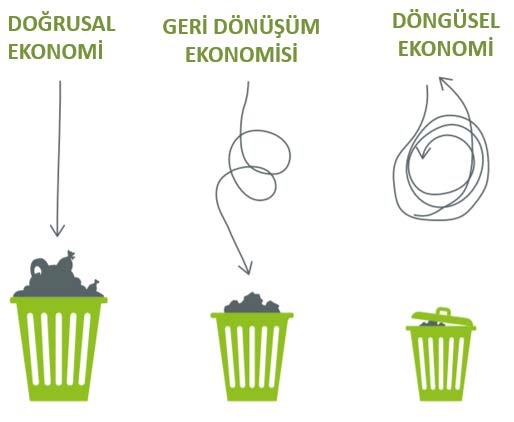 DOĞRUSAL
EKONOMİ
GERİ DÖNÜŞÜM
EKONOMİSİ
DÖNGÜSEL
EKONOMİ